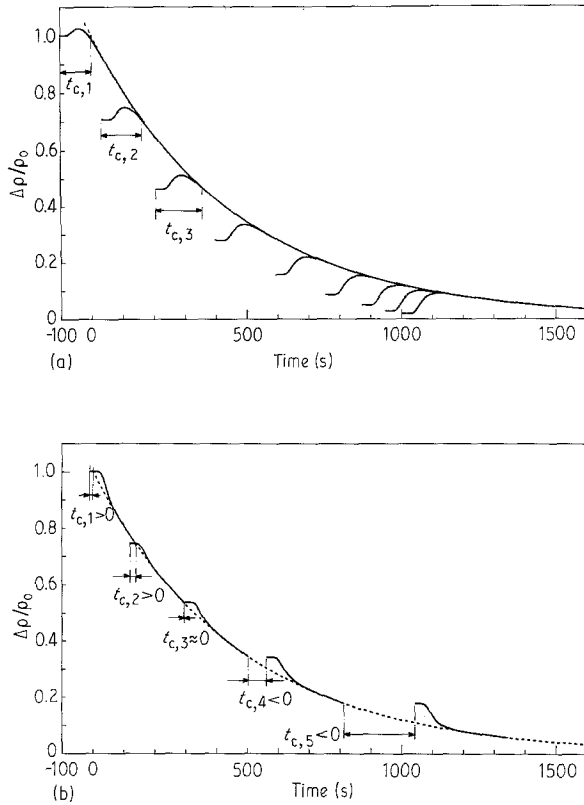 1.0
t_c,1
0.8
t_c,2
Δρ/ρ₀
0.6
0.4
t_c,3
0.2
0
-100 0 500 1000 1500
(a) Time (s)
1.0
t_c,1>0
0.8
Δρ/ρ₀
0.6
t_c,2>0
t_c,3≈0
0.4
t_c,4<0
0.2
t_c,5<0
0
-100 0 500 1000 1500
(b) Time (s)